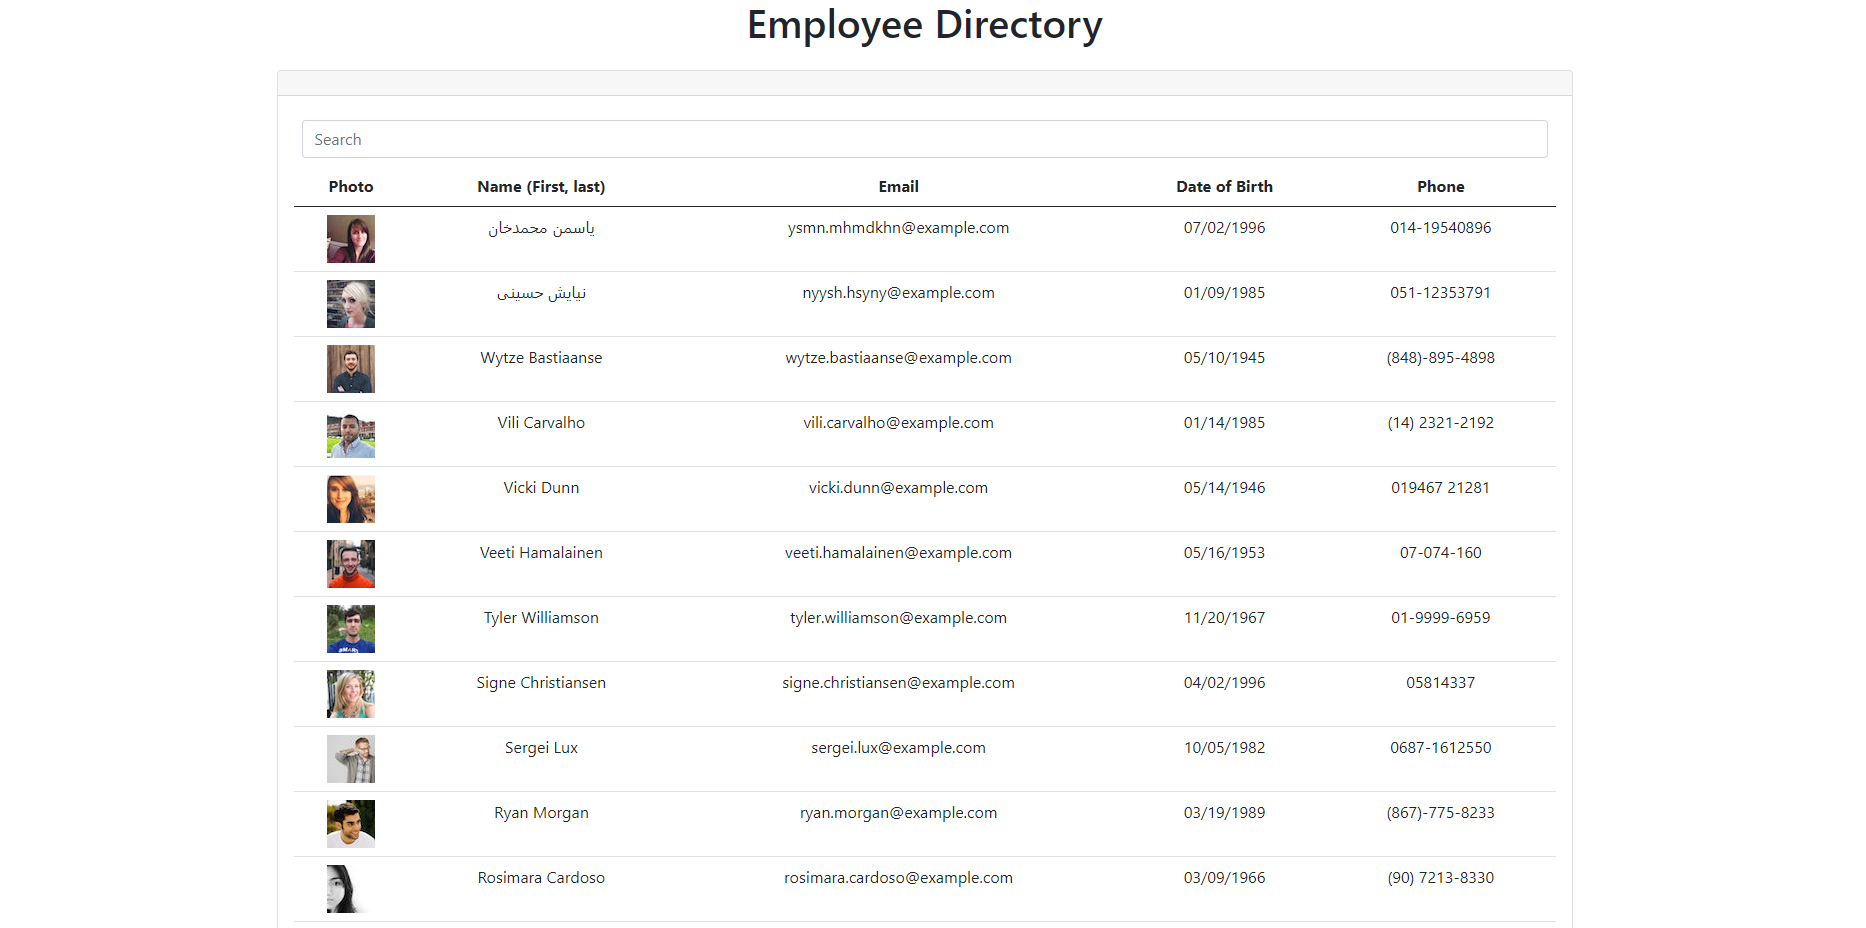 Employee Directory
Search
Photo Name (First, last) Email Date of Birth Phone
یاسمن محمدخان ysmn.mhmdkhn@example.com 07/02/1996 014-19540896
نیایش حسینی nyysh.hsyny@example.com 01/09/1985 051-12353791
Wytze Bastiaanse wytze.bastiaanse@example.com 05/10/1945 (848)-895-4898
Vili Carvalho vili.carvalho@example.com 01/14/1985 (14) 2321-2192
Vicki Dunn vicki.dunn@example.com 05/14/1946 019467 21281
Veeti Hamalainen veeti.hamalainen@example.com 05/16/1953 07-074-160
Tyler Williamson tyler.williamson@example.com 11/20/1967 01-9999-6959
Signe Christiansen signe.christiansen@example.com 04/02/1996 05814337
Sergei Lux sergei.lux@example.com 10/05/1982 0687-1612550
Ryan Morgan ryan.morgan@example.com 03/19/1989 (867)-775-8233
Rosimara Cardoso rosimara.cardoso@example.com 03/09/1966 (90) 7213-8330